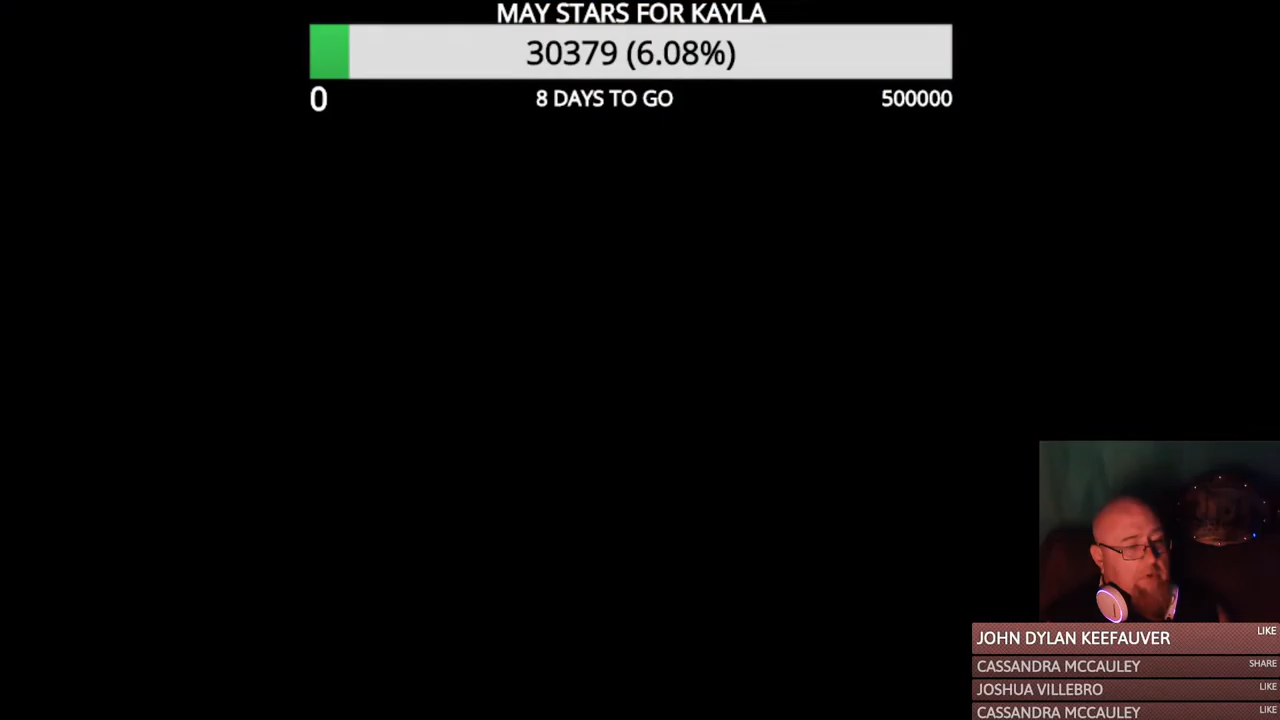 MAY STARS FOR KAYLA
30379 (6.08%)
0 8 DAYS TO GO 500000
JOHN DYLAN KEEFAUVER LIKE
CASSANDRA MCCAULEY SHARE
JOSHUA VILLEBRO LIKE
CASSANDRA MCCAULEY LIKE